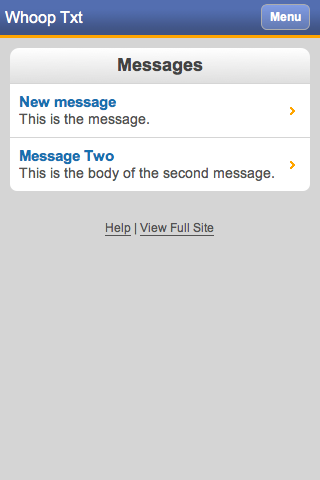 Whoop Txt
Menu
Messages
New message
This is the message.
Message Two
This is the body of the second message.
Help | View Full Site